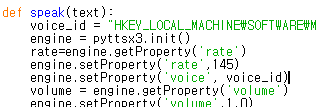 def speak(text):
    voice_id = "HKEY_LOCAL_MACHINE₩SOFTWARE₩M
    engine = pyttsx3.init()
    rate=engine.getProperty('rate')
    engine.setProperty('rate',145)
    engine.setProperty('voice', voice_id)
    volume = engine.getProperty('volume')
    engine.setProperty('volume',1.0)